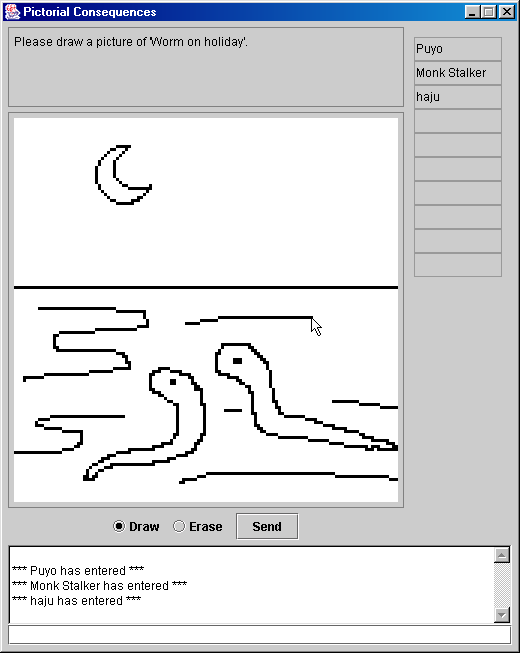 Pictorial Consequences
Please draw a picture of 'Worm on holiday'.
Puyo
Monk Stalker
haju
Draw
Erase
Send
*** Puyo has entered ***
*** Monk Stalker has entered ***
*** haju has entered ***